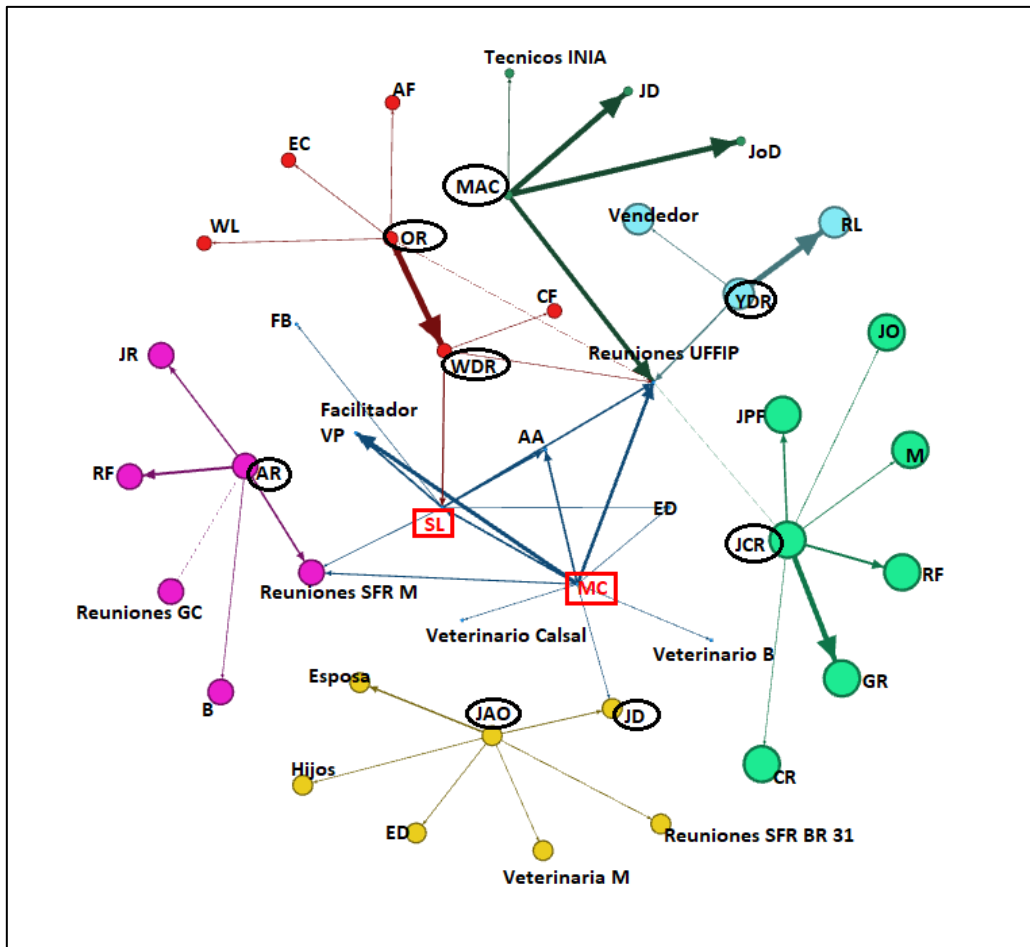 Tecnicos INIA
AF
JD
EC
JoD
MAC
Vendedor
RL
WL
OR
YDR
CF
FB
JO
Reuniones UFFIP
JR
WDR
Facilitador
JPF
VP
AA
M
RF
AR
ED
SL
JCR
RF
Reuniones SFR M
MC
Reuniones GC
Veterinario Calsal
Veterinario B
Esposa
GR
B
JAO
JD
Hijos
CR
ED
Reuniones SFR BR 31
Veterinaria M